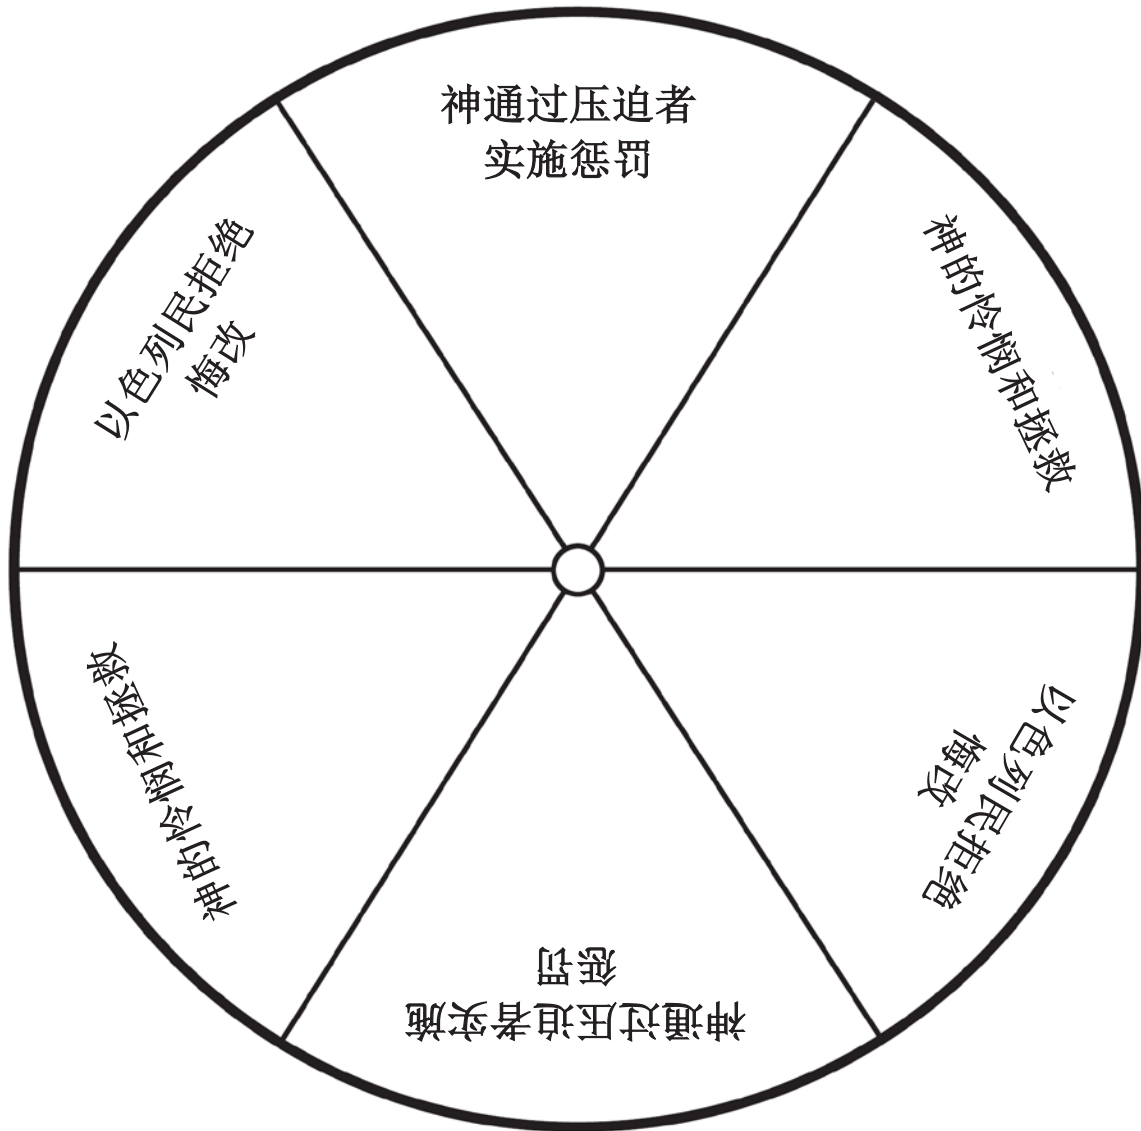 神通过压迫者
实施惩罚
神的怜悯和拯救
以色列民拒绝
悔改
神通过压迫者实施
惩罚
神的怜悯和拯救
以色列民拒绝
悔改